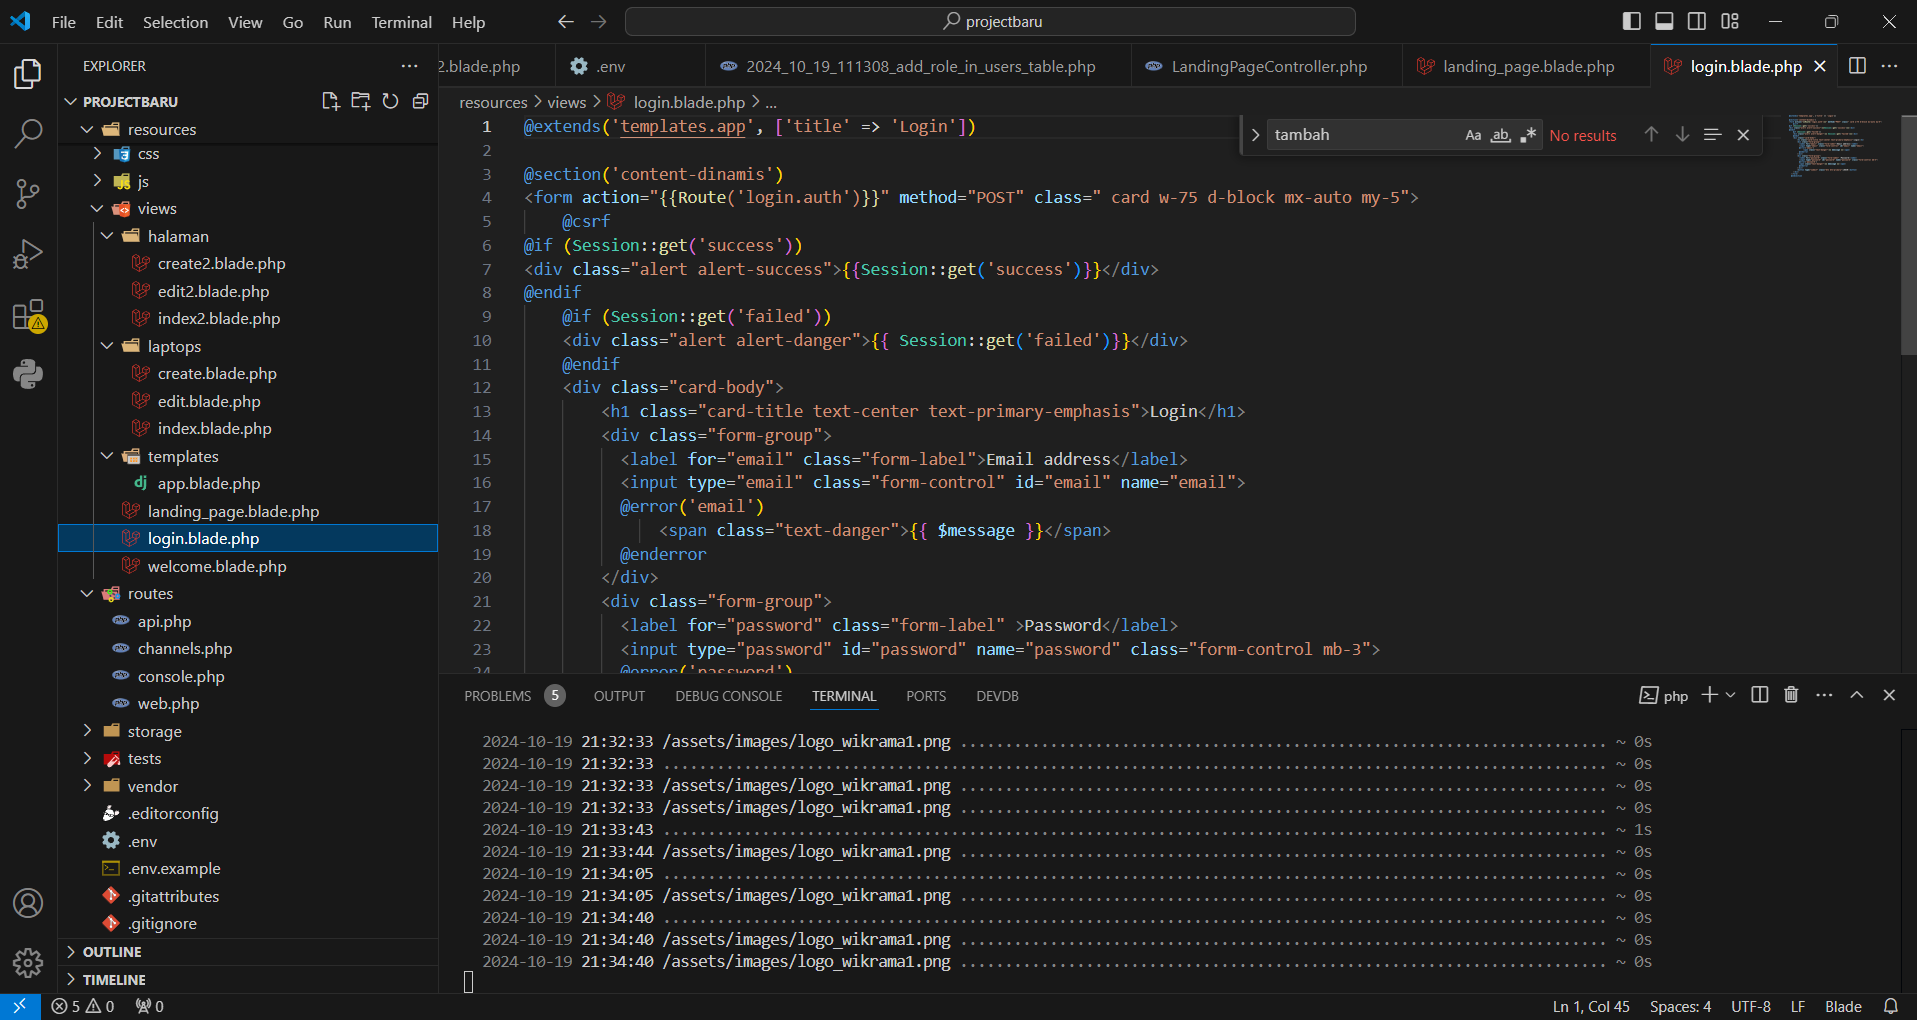 File Edit Selection View Go Run Terminal Help
projectbaru
EXPLORER
PROJECTBARU
resources
css
js
views
halaman
create2.blade.php
edit2.blade.php
index2.blade.php
laptops
create.blade.php
edit.blade.php
index.blade.php
templates
app.blade.php
landing_page.blade.php
login.blade.php
welcome.blade.php
routes
api.php
channels.php
console.php
web.php
storage
tests
vendor
.editorconfig
.env
.env.example
.gitattributes
.gitignore
OUTLINE
TIMELINE
2.blade.php .env 2024_10_19_111308_add_role_in_users_table.php LandingPageController.php landing_page.blade.php login.blade.php
resources > views > login.blade.php > ...
tambah Aa ab No results
1 @extends('templates.app', ['title' => 'Login'])
2
3 @section('content-dinamis')
4 <form action="{{Route('login.auth')}}" method="POST" class=" card w-75 d-block mx-auto my-5">
5 @csrf
6 @if (Session::get('success'))
7 <div class="alert alert-success">{{Session::get('success')}}</div>
8 @endif
9 @if (Session::get('failed'))
10 <div class="alert alert-danger">{{ Session::get('failed')}}</div>
11 @endif
12 <div class="card-body">
13 <h1 class="card-title text-center text-primary-emphasis">Login</h1>
14 <div class="form-group">
15 <label for="email" class="form-label">Email address</label>
16 <input type="email" class="form-control" id="email" name="email">
17 @error('email')
18 <span class="text-danger">{{ $message }}</span>
19 @enderror
20 </div>
21 <div class="form-group">
22 <label for="password" class="form-label" >Password</label>
23 <input type="password" id="password" name="password" class="form-control mb-3">
24 @error('password')
PROBLEMS 5 OUTPUT DEBUG CONSOLE TERMINAL PORTS DEVDB
php
2024-10-19 21:32:33 /assets/images/logo_wikrama1.png ................................................................... ~ 0s
2024-10-19 21:32:33 .................................................................................................. ~ 0s
2024-10-19 21:32:33 /assets/images/logo_wikrama1.png ................................................................... ~ 0s
2024-10-19 21:32:33 /assets/images/logo_wikrama1.png ................................................................... ~ 0s
2024-10-19 21:33:43 .................................................................................................. ~ 1s
2024-10-19 21:33:44 /assets/images/logo_wikrama1.png ................................................................... ~ 0s
2024-10-19 21:34:05 .................................................................................................. ~ 0s
2024-10-19 21:34:05 /assets/images/logo_wikrama1.png ................................................................... ~ 0s
2024-10-19 21:34:40 .................................................................................................. ~ 0s
2024-10-19 21:34:40 /assets/images/logo_wikrama1.png ................................................................... ~ 0s
2024-10-19 21:34:40 /assets/images/logo_wikrama1.png ................................................................... ~ 0s
5 0 0 Ln 1, Col 45 Spaces: 4 UTF-8 LF Blade